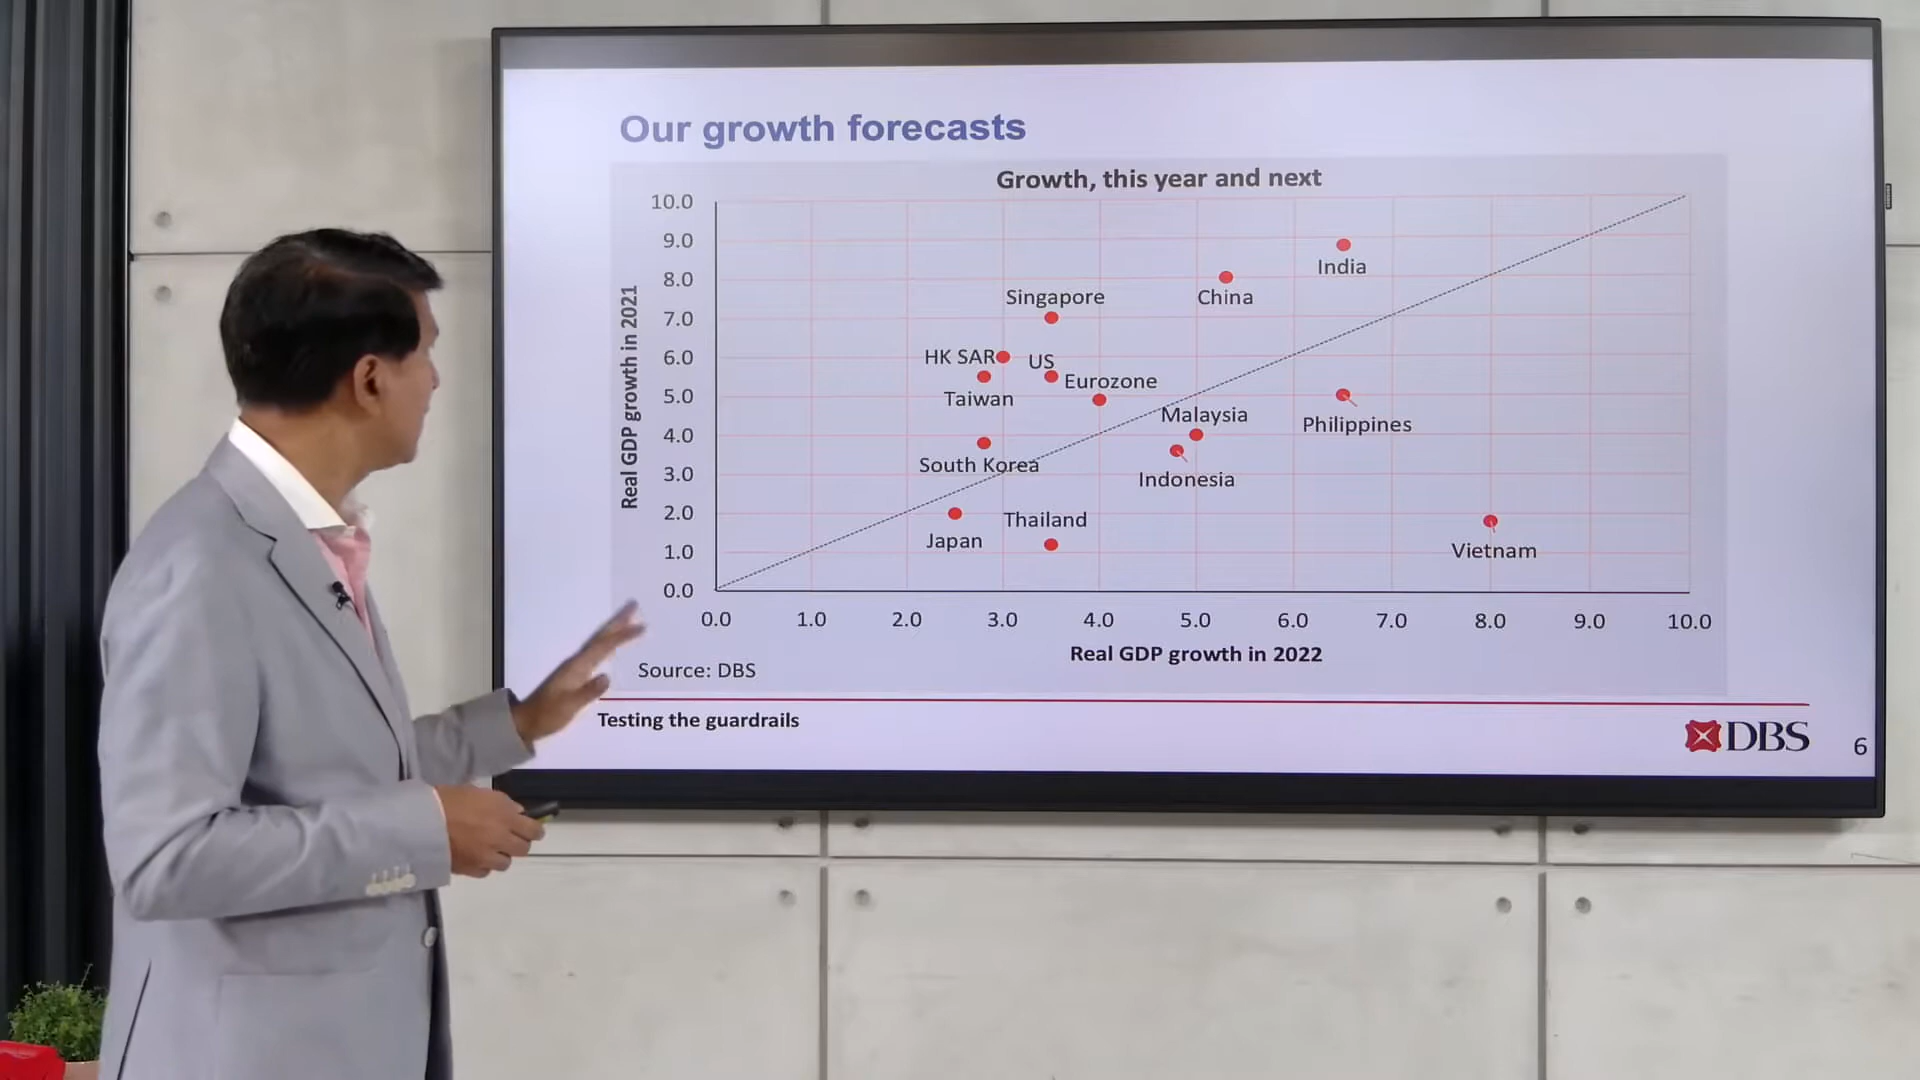 Our growth forecasts
Growth, this year and next
10.0
9.0
8.0
7.0
6.0
5.0
4.0
3.0
2.0
1.0
0.0
Real GDP growth in 2021
India
China
Singapore
HK SAR
US
Eurozone
Taiwan
Malaysia
Philippines
South Korea
Indonesia
Thailand
Japan
Vietnam
0.0 1.0 2.0 3.0 4.0 5.0 6.0 7.0 8.0 9.0 10.0
Real GDP growth in 2022
Source: DBS
Testing the guardrails
DBS
6